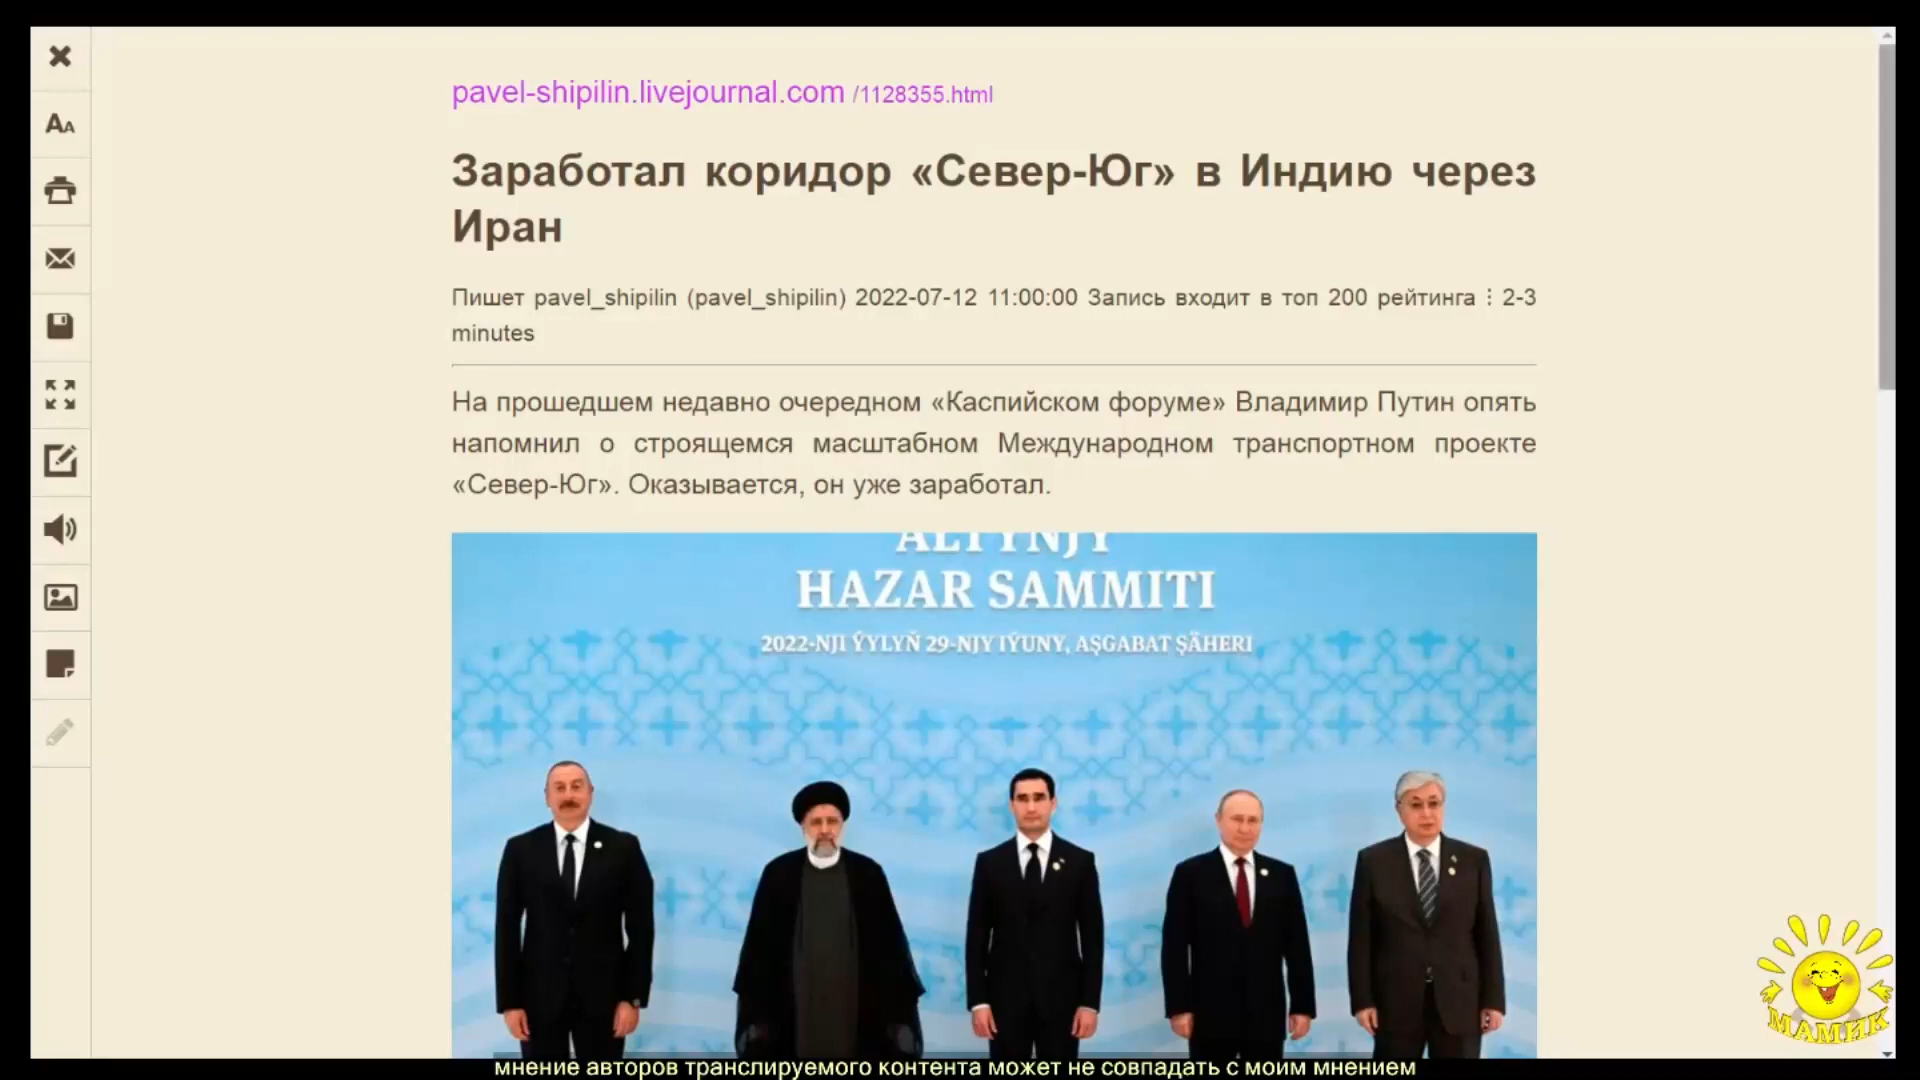 pavel-shipilin.livejournal.com /1128355.html
Заработал коридор «Север-Юг» в Индию через
Иран
Пишет pavel_shipilin (pavel_shipilin) 2022-07-12 11:00:00 Запись входит в топ 200 рейтинга ⁝ 2-3
minutes
На прошедшем недавно очередном «Каспийском форуме» Владимир Путин опять
напомнил о строящемся масштабном Международном транспортном проекте
«Север-Юг». Оказывается, он уже заработал.
ALTYNJY
HAZAR SAMMITI
2022-NJI ÝYLYŇ 29-NJY IÝUNY, AŞGABAT ŞÄHERI
МАМИК
мнение авторов транслируемого контента может не совпадать с моим мнением